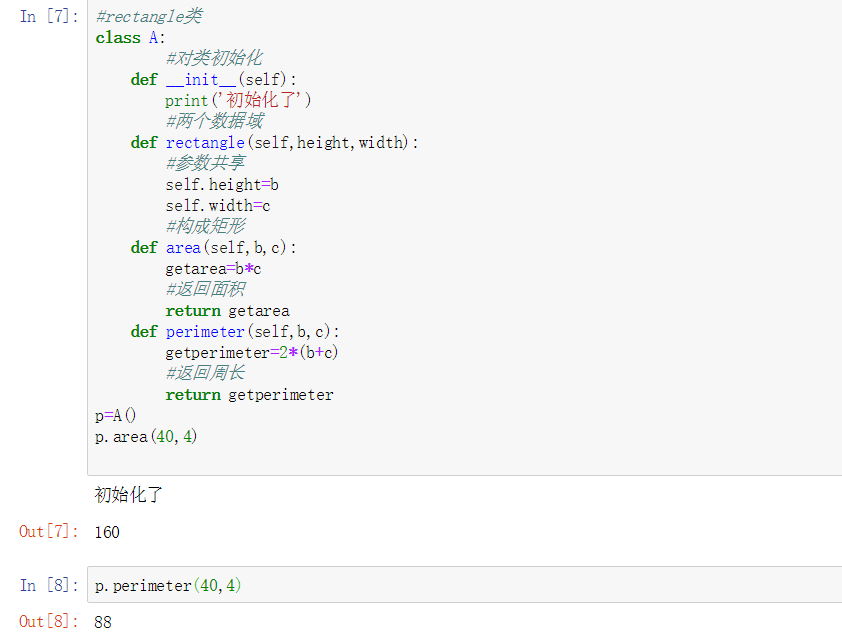 In [7]: #rectangle类
class A:
        #对类初始化
    def __init__(self):
        print('初始化了')
        #两个数据域
    def rectangle(self,height,width):
        #参数共享
        self.height=b
        self.width=c
        #构成矩形
    def area(self,b,c):
        getarea=b*c
        #返回面积
        return getarea
    def perimeter(self,b,c):
        getperimeter=2*(b+c)
        #返回周长
        return getperimeter
p=A()
p.area(40,4)
初始化了
Out[7]: 160
In [8]: p.perimeter(40,4)
Out[8]: 88